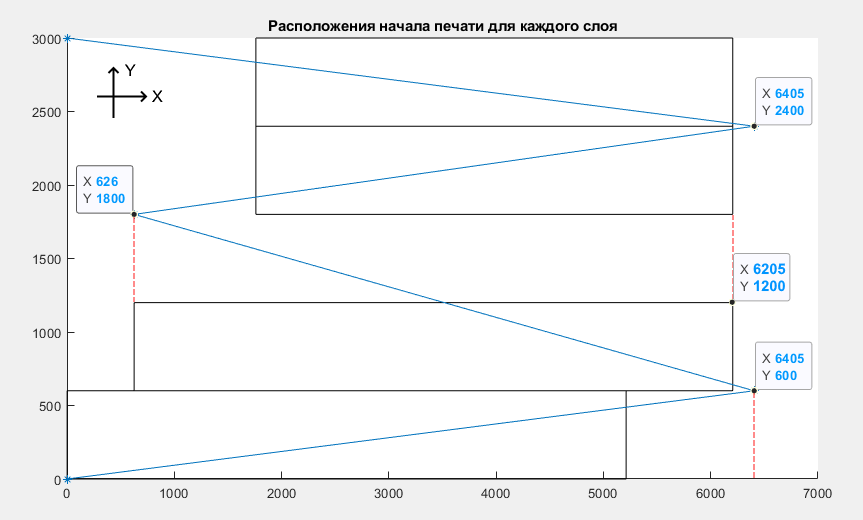 Расположения начала печати для каждого слоя
3000
2500
2000
1500
1000
500
0
Y
X
X 6405
Y 2400
X 626
Y 1800
X 6205
Y 1200
X 6405
Y 600
0 1000 2000 3000 4000 5000 6000 7000